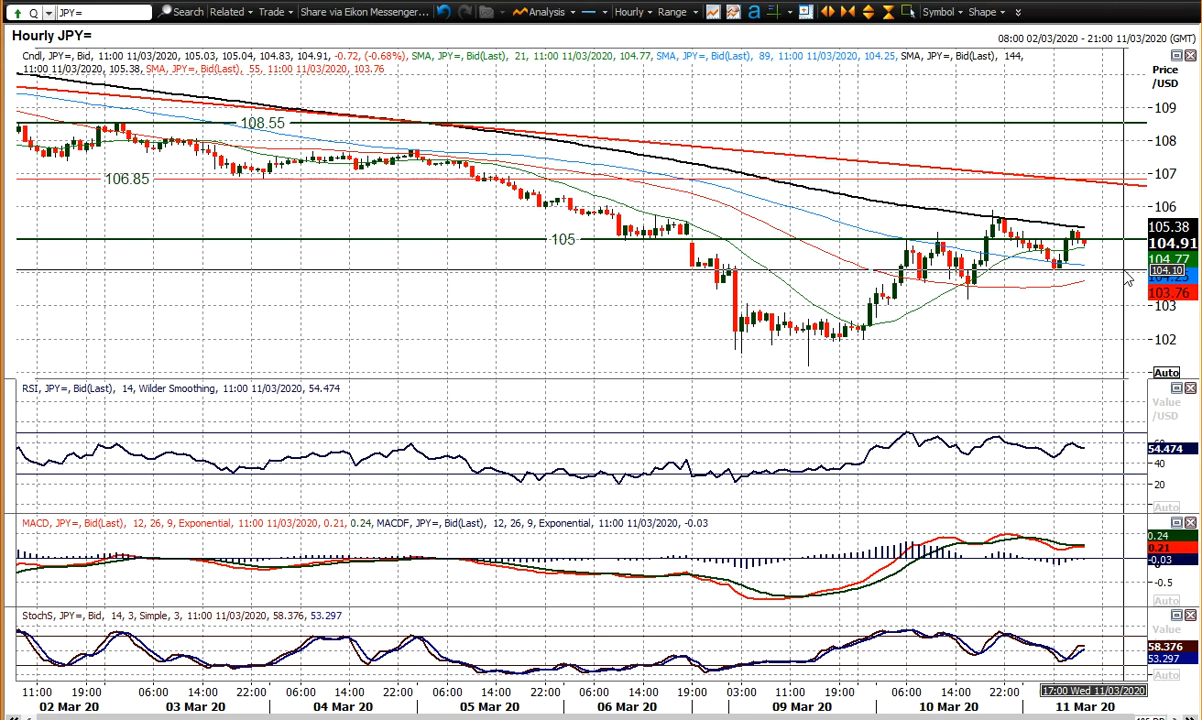 Q JPY= Search Related Trade Share via Eikon Messenger... Analysis Hourly Range a Symbol Shape
Hourly JPY=
08:00 02/03/2020 - 21:00 11/03/2020 (GMT)
Cndl, JPY=, Bid, 11:00 11/03/2020, 105.03, 105.04, 104.83, 104.91, -0.72, (-0.68%), SMA, JPY=, Bid(Last), 21, 11:00 11/03/2020, 104.77, SMA, JPY=, Bid(Last), 89, 11:00 11/03/2020, 104.25, SMA, JPY=, Bid(Last), 144,
11:00 11/03/2020, 105.38, SMA, JPY=, Bid(Last), 55, 11:00 11/03/2020, 103.76
Price
/USD
109
108.55
108
107
106.85
106
105.38
105
104.91
104.77
104.10
104.25
103.76
103
102
Auto
RSI, JPY=, Bid(Last), 14, Wilder Smoothing, 11:00 11/03/2020, 54.474
Value
/USD
60
54.474
40
20
Auto
MACD, JPY=, Bid(Last), 12, 26, 9, Exponential, 11:00 11/03/2020, 0.21, 0.24, MACDF, JPY=, Bid(Last), 12, 26, 9, Exponential, 11:00 11/03/2020, -0.03
0.24
0.21
-0.03
-0.5
Auto
StochS, JPY=, Bid, 14, 3, Simple, 3, 11:00 11/03/2020, 58.376, 53.297
Value
58.376
53.297
Auto
11:00 19:00 06:00 14:00 22:00 06:00 14:00 22:00 06:00 14:00 22:00 06:00 14:00 19:00 03:00 11:00 19:00 06:00 14:00 22:00 17:00 Wed 11/03/2020
02 Mar 20 03 Mar 20 04 Mar 20 05 Mar 20 06 Mar 20 09 Mar 20 10 Mar 20 11 Mar 20